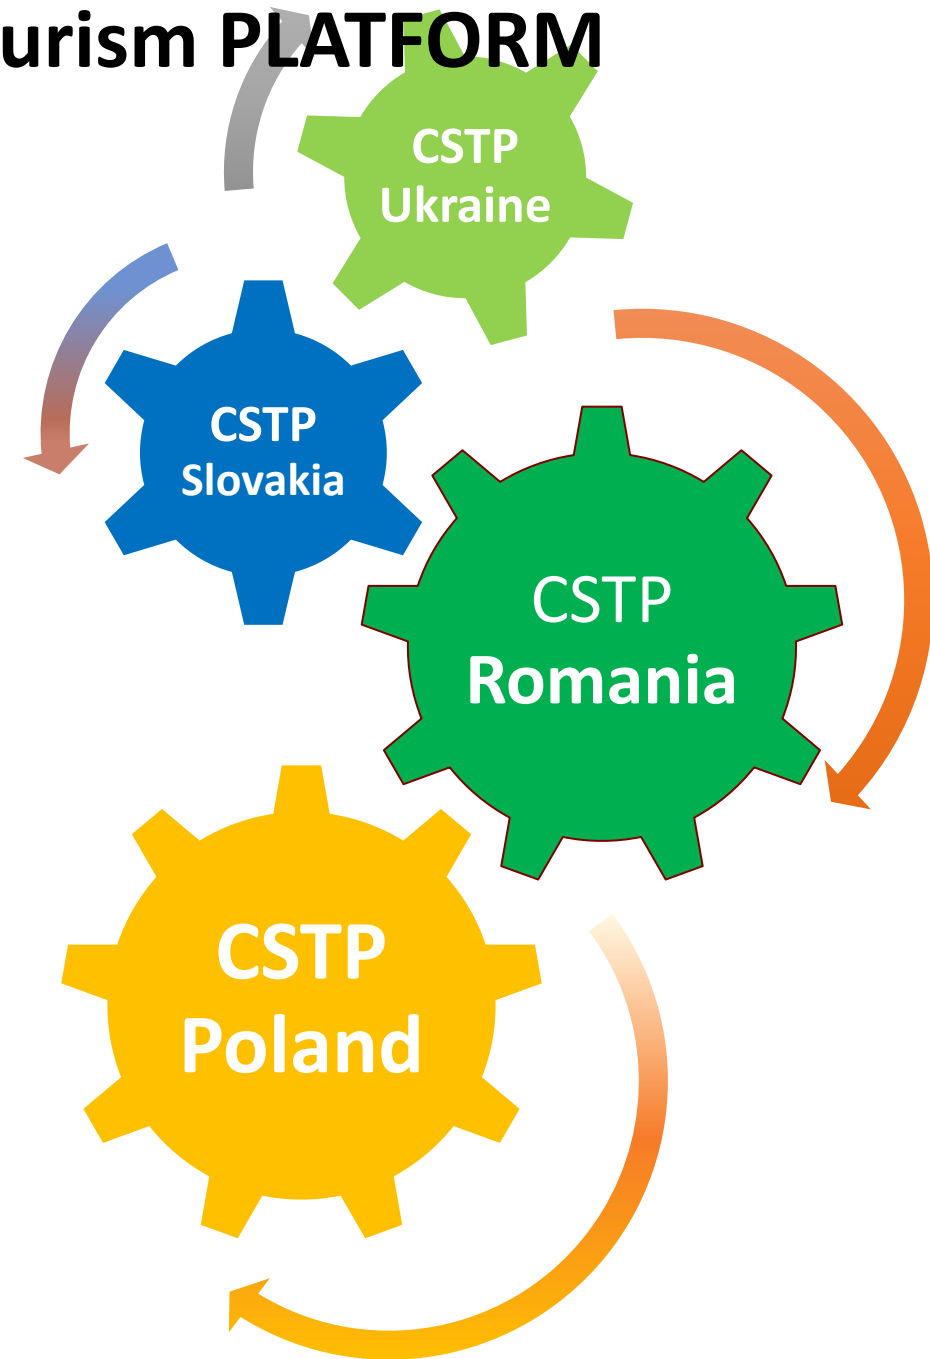 urism PLATFORM
CSTP
Ukraine
CSTP
Slovakia
CSTP
Romania
CSTP
Poland